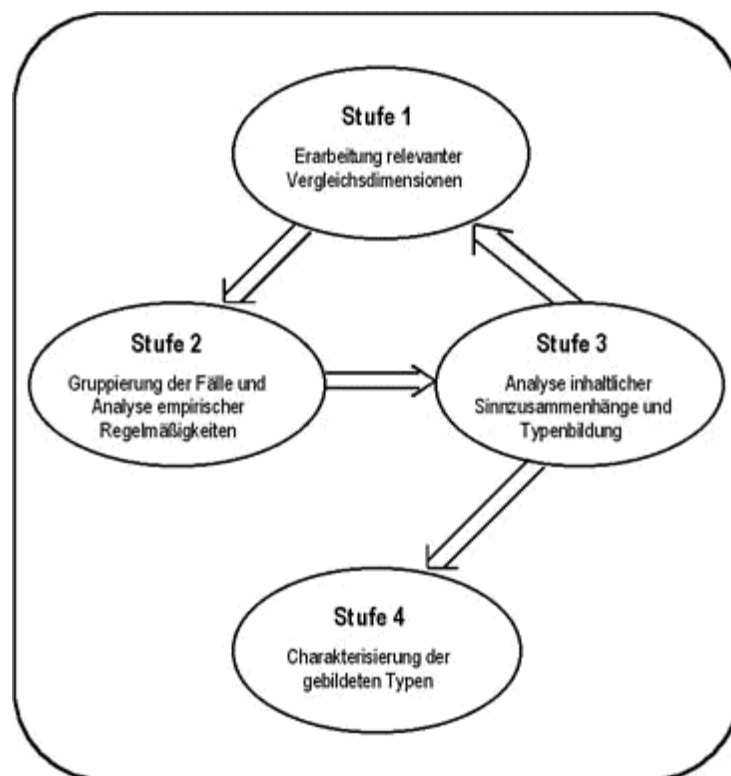 Stufe 1
Erarbeitung relevanter
Vergleichsdimensionen
Stufe 2
Gruppierung der Fälle und
Analyse empirischer
Regelmäßigkeiten
Stufe 3
Analyse inhaltlicher
Sinnzusammenhänge und
Typenbildung
Stufe 4
Charakterisierung der
gebildeten Typen